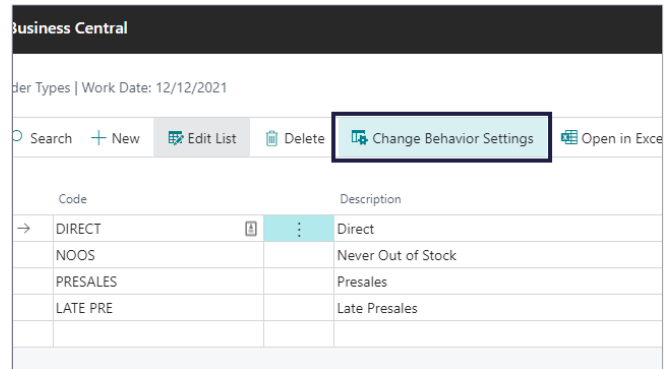 Business Central
der Types | Work Date: 12/12/2021
Search + New Edit List Delete Change Behavior Settings Open in Exce
Code Description
→ DIRECT Direct
NOOS Never Out of Stock
PRESALES Presales
LATE PRE Late Presales